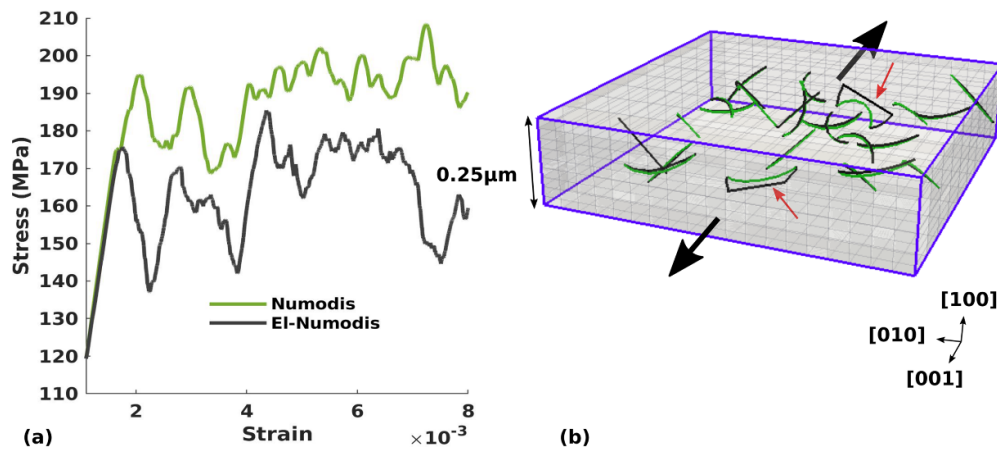 210
200
190
180
170
160
150
140
130
120
110
Stress (MPa)
2
4
6
8
Strain
×10⁻³
Numodis
El-Numodis
(a)
0.25μm
[100]
[010]
[001]
(b)